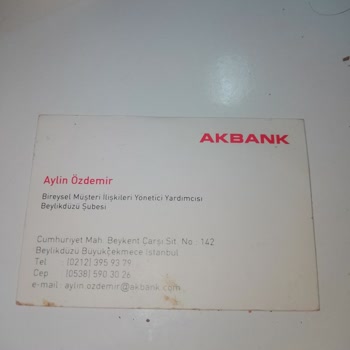 AKBANK
Aylin Özdemir
Bireysel Müşteri İlişkileri Yönetici Yardımcısı
Beylikdüzü Şubesi
Cumhuriyet Mah. Beykent Çarşı Sit. No : 142
Beylikdüzü Büyükçekmece İstanbul
Tel : (0212) 395 93 79
Cep : (0538) 590 30 26
e-mail : aylin.ozdemir@akbank.com